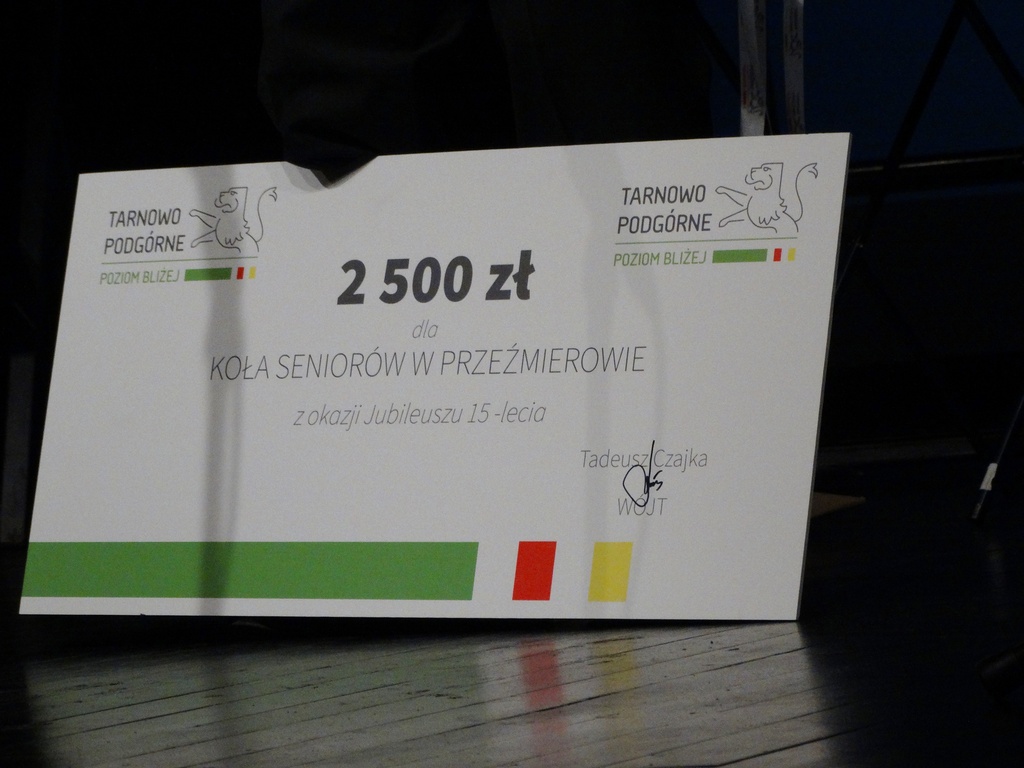 TARNOWO
PODGÓRNE
POZIOM BLIŻEJ
TARNOWO
PODGÓRNE
POZIOM BLIŻEJ
2 500 zł
dla
KOŁA SENIORÓW W PRZEŹMIEROWIE
z okazji Jubileuszu 15 -lecia
Tadeusz Czajka
WÓJT